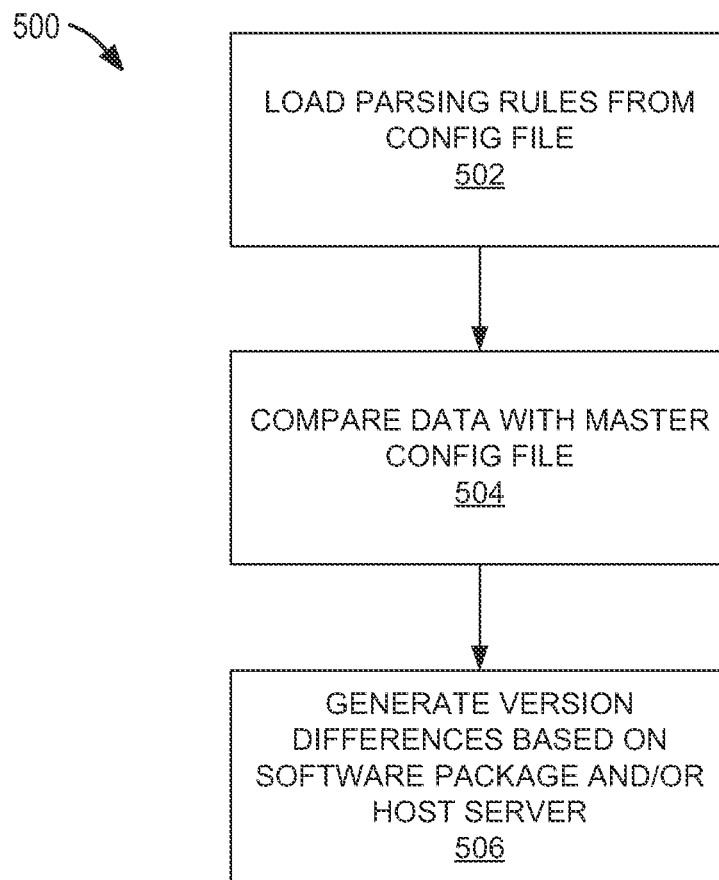 500
LOAD PARSING RULES FROM
CONFIG FILE
502
COMPARE DATA WITH MASTER
CONFIG FILE
504
GENERATE VERSION
DIFFERENCES BASED ON
SOFTWARE PACKAGE AND/OR
HOST SERVER
506